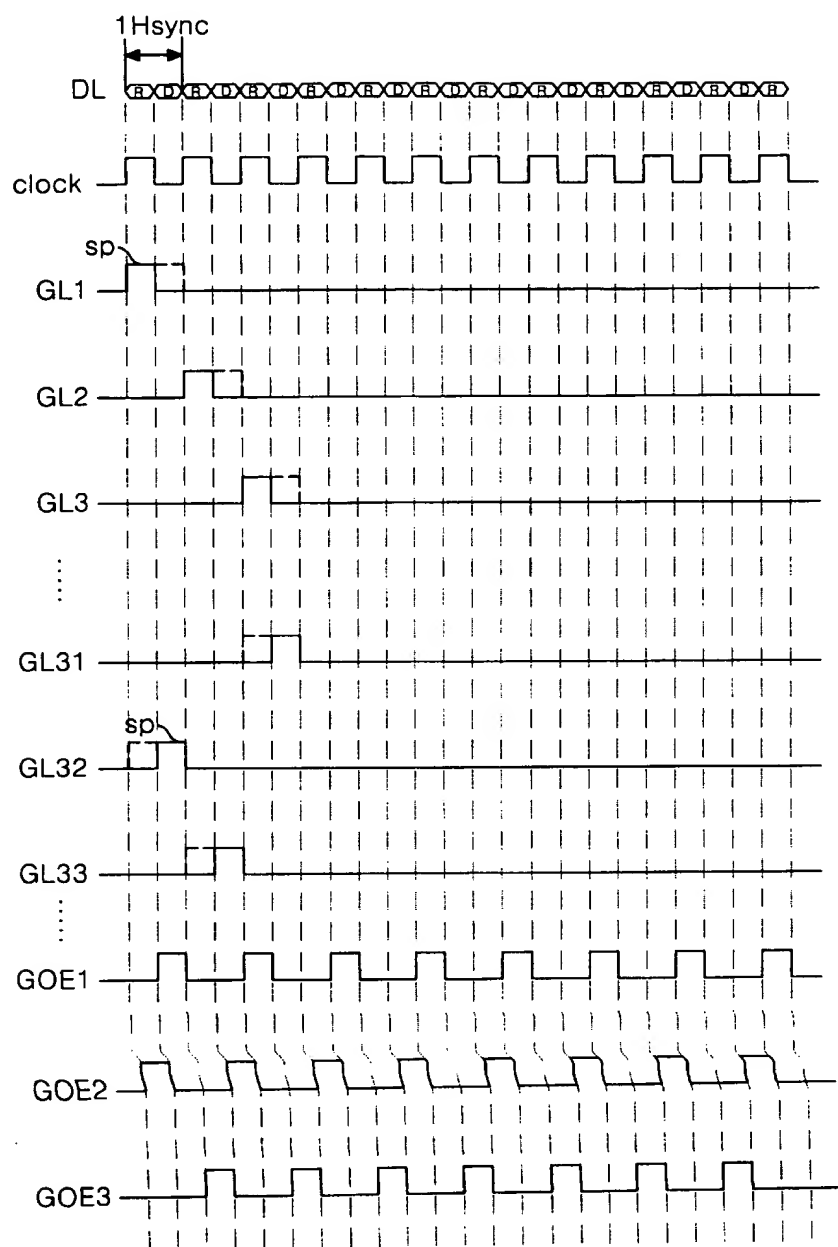 1Hsync
DL R D R D R D R D R D R D R D R D R D R D R D R
clock
sp
GL1
GL2
GL3
.....
GL31
sp
GL32
GL33
.....
GOE1
GOE2
GOE3